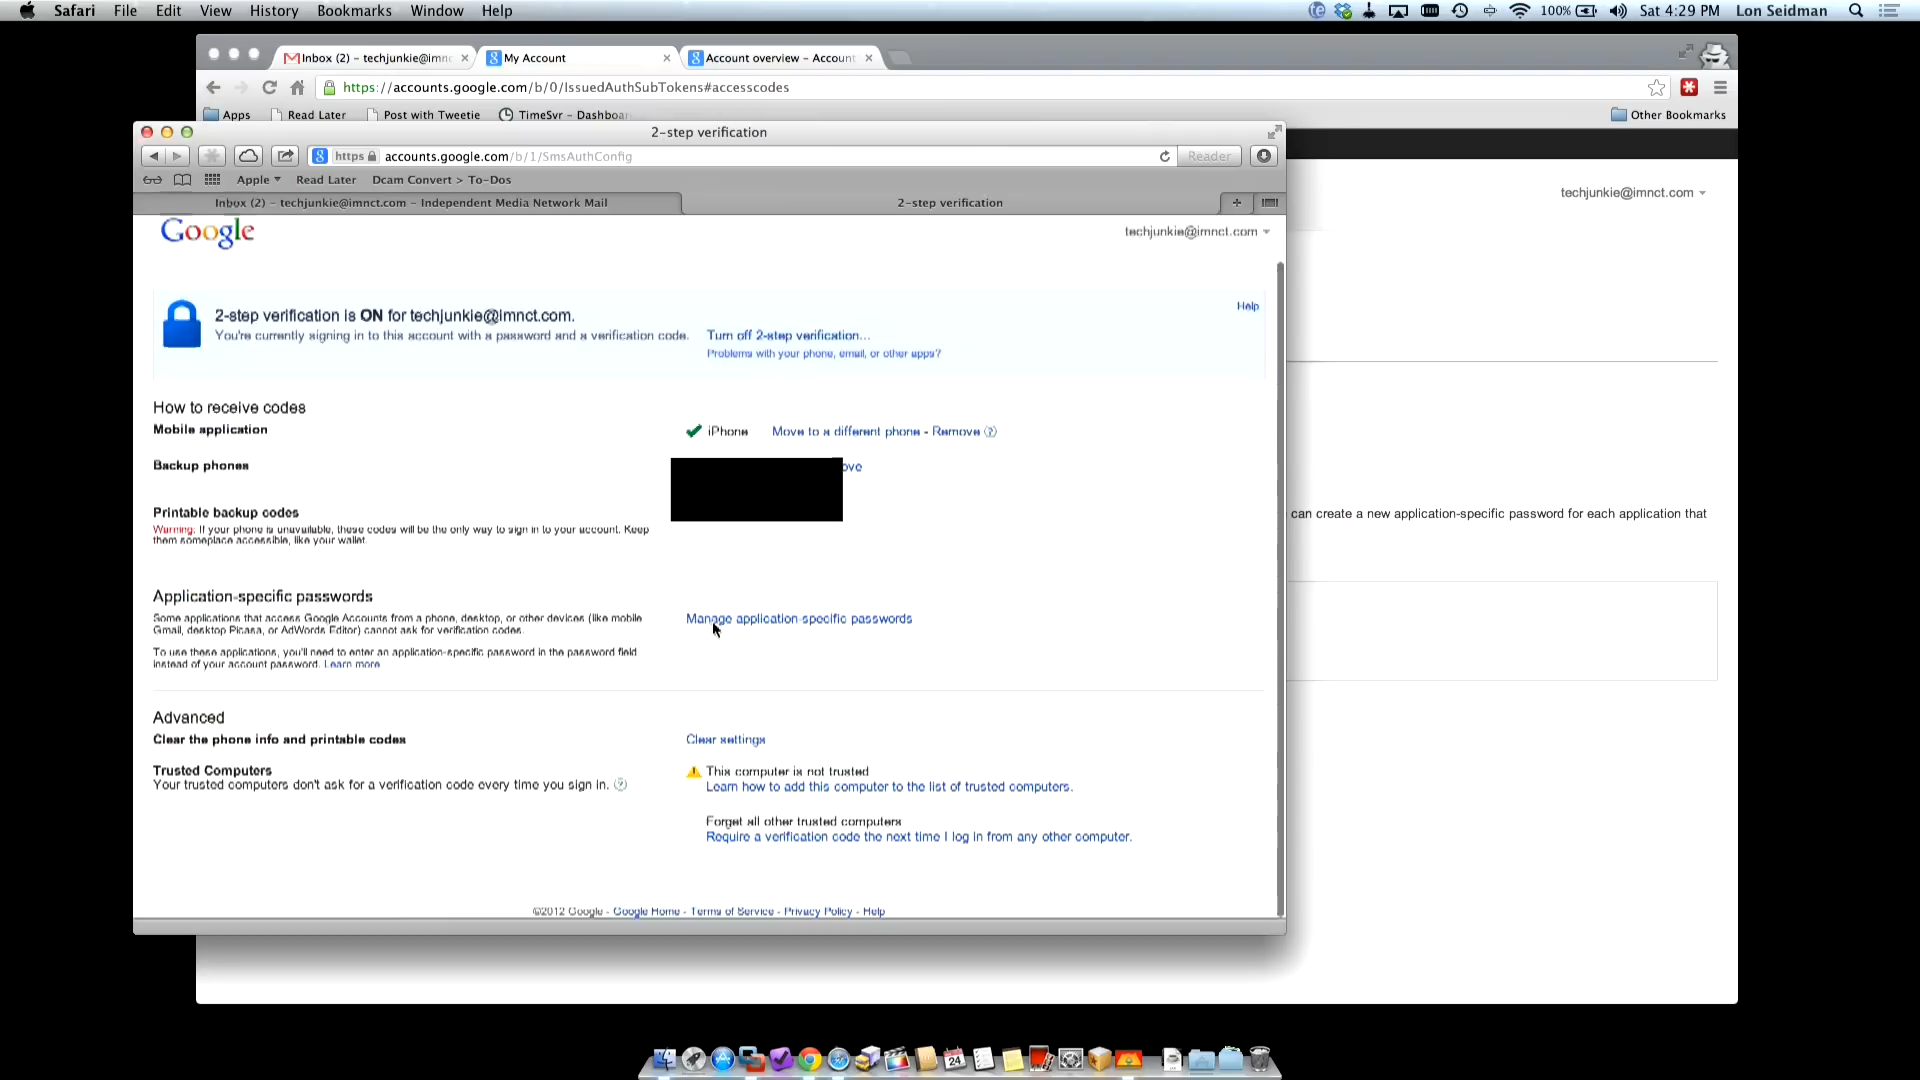 Safari File Edit View History Bookmarks Window Help
100% Sat 4:29 PM Lon Seidman
Inbox (2) – techjunkie@imnc
My Account
Account overview – Account
https://accounts.google.com/b/0/IssuedAuthSubTokens#accesscodes
Apps Read Later Post with Tweetie TimeSvr – Dashboa
Other Bookmarks
2-step verification
https accounts.google.com/b/1/SmsAuthConfig
Reader
Apple Read Later Dcam Convert > To-Dos
Inbox (2) – techjunkie@imnct.com – Independent Media Network Mail
2-step verification
techjunkie@imnct.com
Google
techjunkie@imnct.com
2-step verification is ON for techjunkie@imnct.com.
Help
You're currently signing in to this account with a password and a verification code.
Turn off 2-step verification...
Problems with your phone, email, or other apps?
How to receive codes
Mobile application
iPhone Move to a different phone - Remove
Backup phones
ove
Printable backup codes
Warning: If your phone is unavailable, these codes will be the only way to sign in to your account. Keep
them someplace accessible, like your wallet.
can create a new application-specific password for each application that
Application-specific passwords
Some applications that access Google Accounts from a phone, desktop, or other devices (like mobile
Gmail, desktop Picasa, or AdWords Editor) cannot ask for verification codes.
Manage application-specific passwords
To use these applications, you'll need to enter an application-specific password in the password field
instead of your account password. Learn more
Advanced
Clear the phone info and printable codes
Clear settings
Trusted Computers
Your trusted computers don't ask for a verification code every time you sign in.
This computer is not trusted
Learn how to add this computer to the list of trusted computers.
Forget all other trusted computers
Require a verification code the next time I log in from any other computer.
©2012 Google - Google Home - Terms of Service - Privacy Policy - Help
24